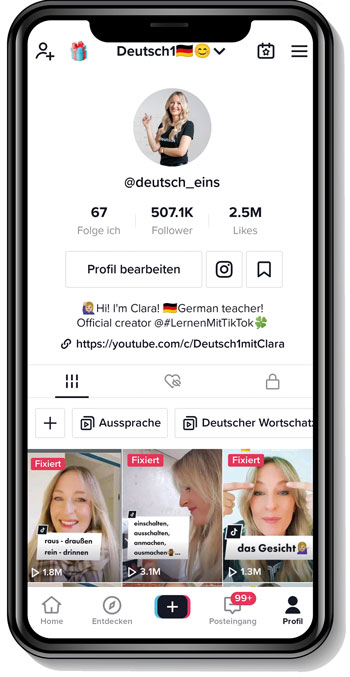 Deutsch1🇩🇪😊
@deutsch_eins
67 507.1K 2.5M
Folge ich Follower Likes
Profil bearbeiten
🙋🏼‍♀️Hi! I'm Clara! 🇩🇪German teacher!
Official creator @#LernenMitTikTok🍀
https://youtube.com/c/Deutsch1mitClara
Aussprache Deutscher Wortschat
Fixiert
raus - draußen
rein - drinnen
1.8M
Fixiert
einschalten,
ausschalten,
anmachen,
ausmachen...
3.1M
Fixiert
das Gesicht
1.3M
99+
Home Entdecken Posteingang Profil